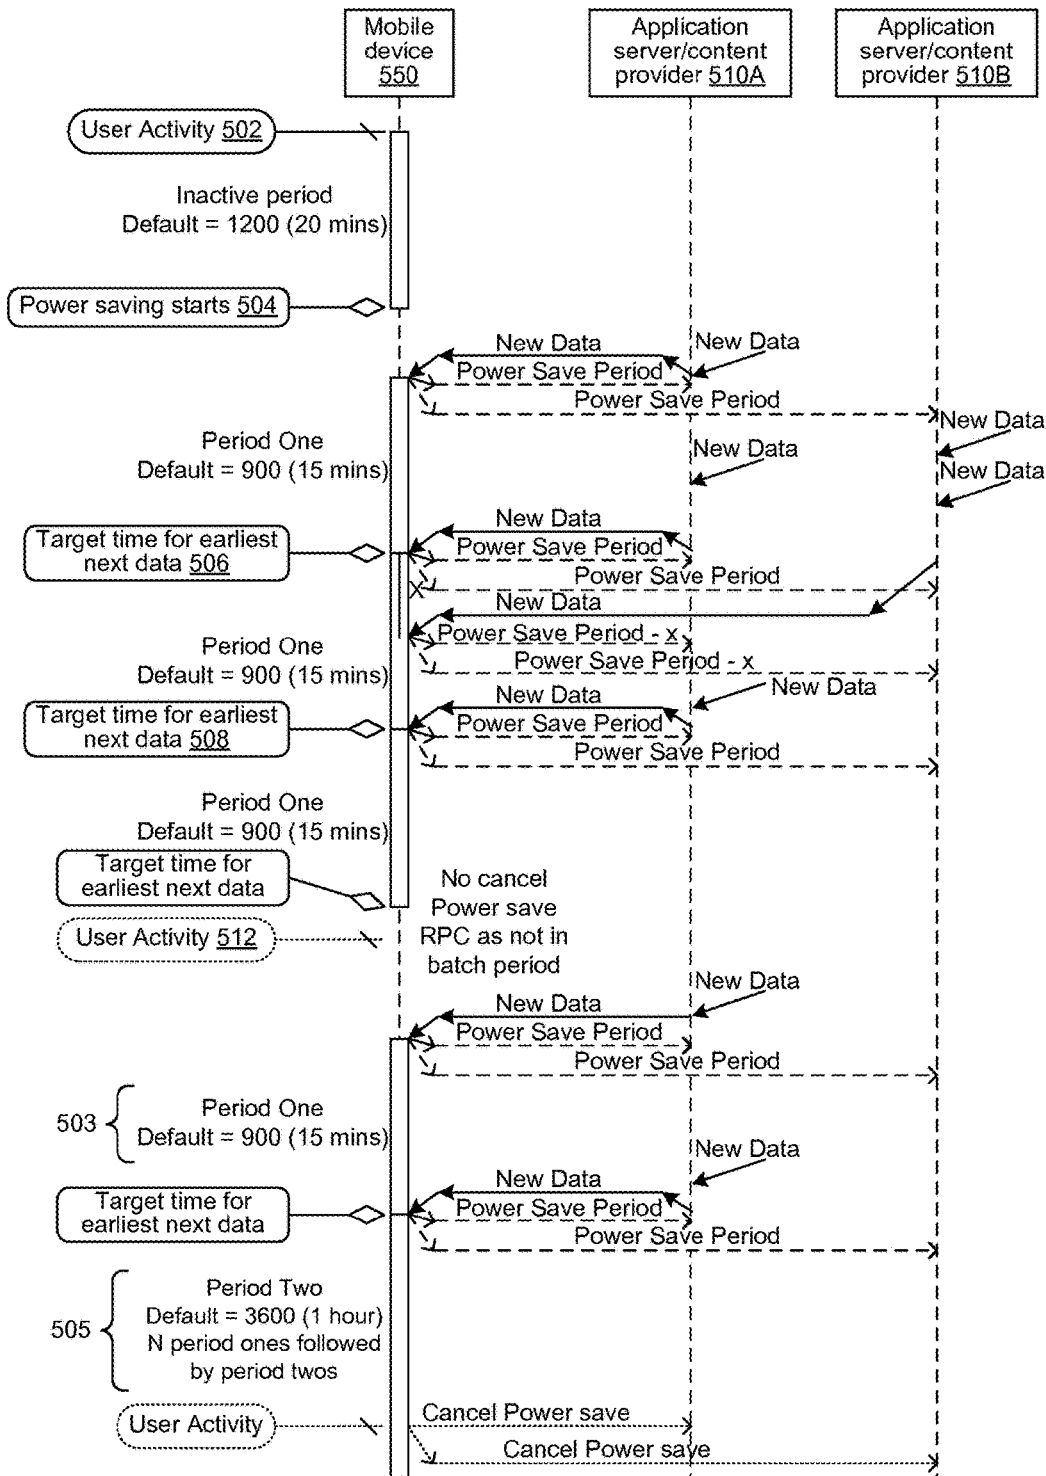 Mobile
device
550
Application
server/content
provider 510A
Application
server/content
provider 510B
User Activity 502
Inactive period
Default = 1200 (20 mins)
Power saving starts 504
New Data
New Data
Power Save Period
Power Save Period
New Data
Period One
Default = 900 (15 mins)
New Data
New Data
New Data
Target time for earliest
next data 506
Power Save Period
Power Save Period
X
New Data
Power Save Period - x
Power Save Period - x
Period One
Default = 900 (15 mins)
New Data
New Data
Target time for earliest
next data 508
Power Save Period
Power Save Period
Period One
Default = 900 (15 mins)
Target time for
earliest next data
No cancel
Power save
RPC as not in
batch period
User Activity 512
New Data
New Data
Power Save Period
Power Save Period
503
Period One
Default = 900 (15 mins)
New Data
New Data
Target time for
earliest next data
Power Save Period
Power Save Period
505
Period Two
Default = 3600 (1 hour)
N period ones followed
by period twos
User Activity
Cancel Power save
Cancel Power save